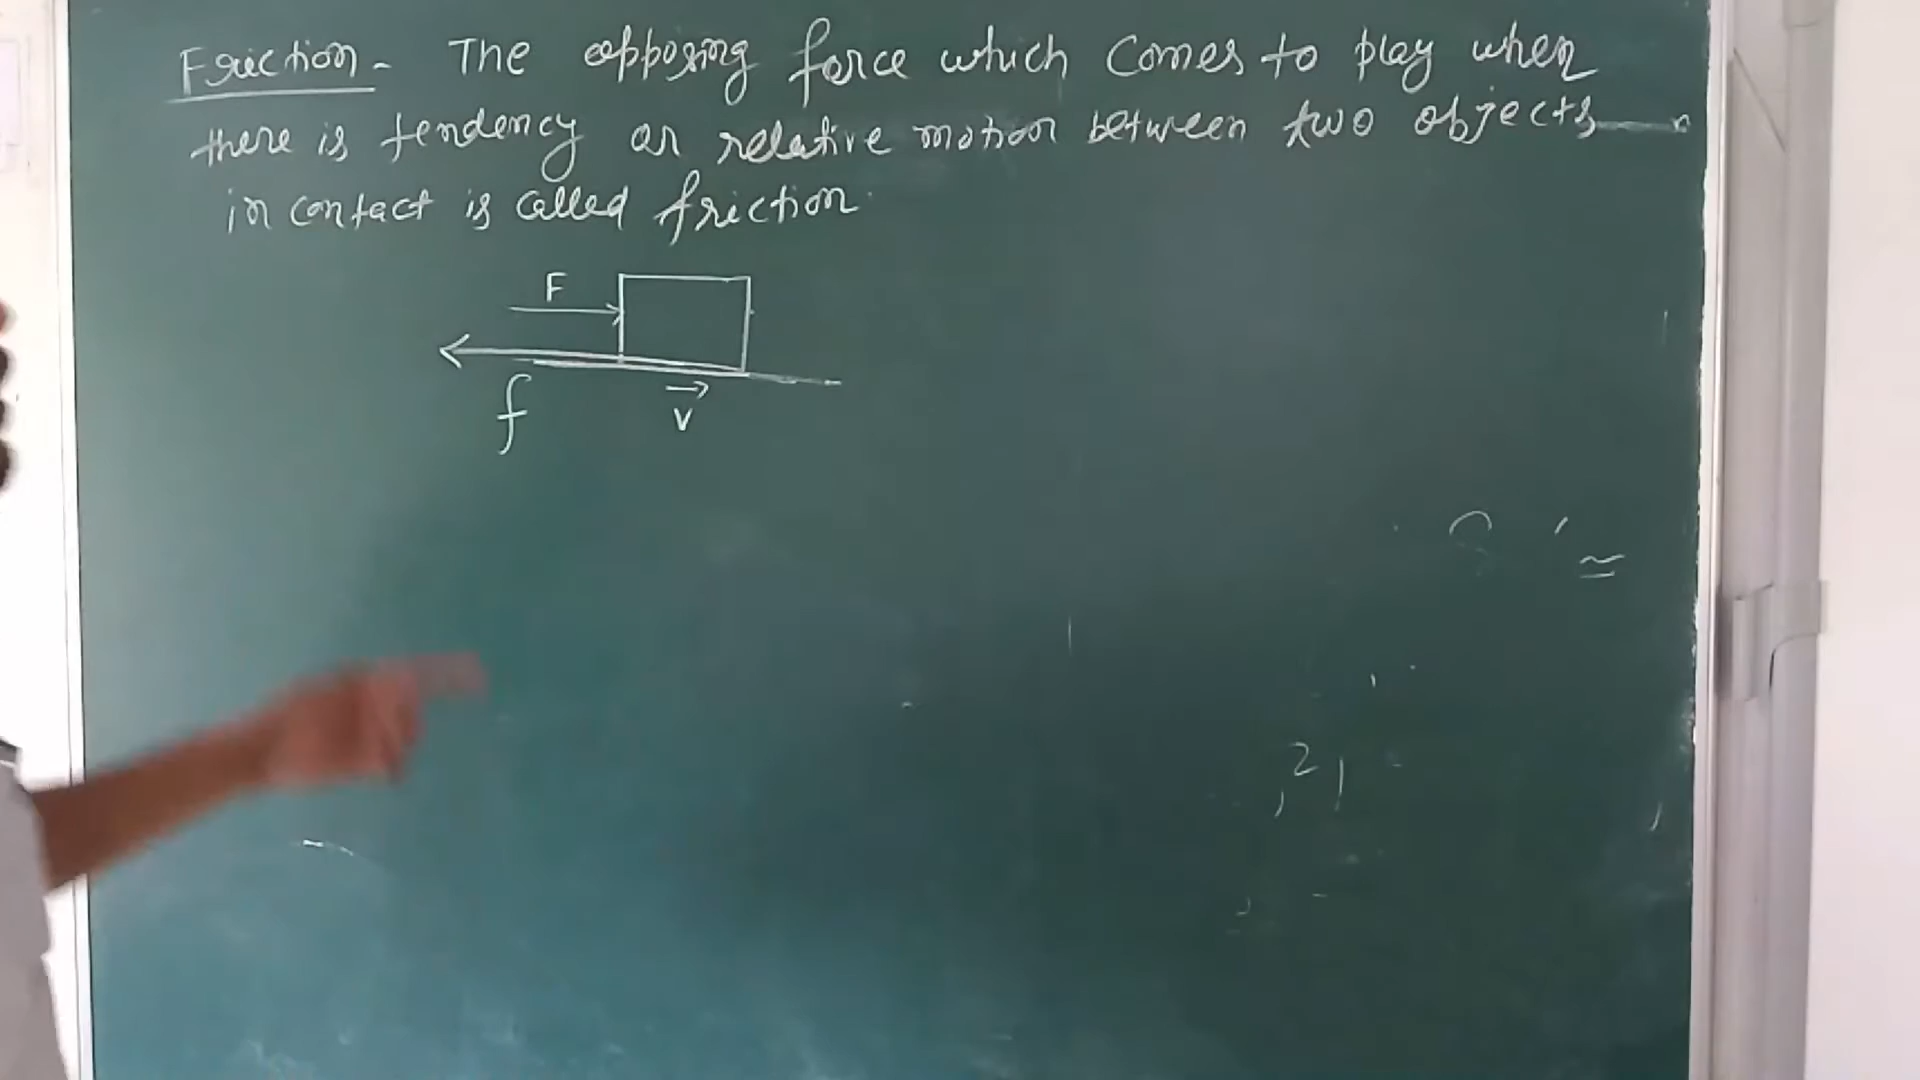 Friction - The opposing force which comes to play when
there is tendency or relative motion between two objects
in contact is called friction.
F
f
v
≃
2